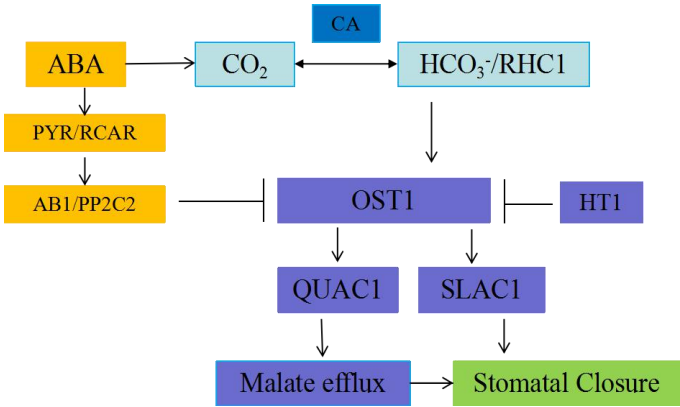 CA
ABA
CO₂
HCO₃⁻/RHC1
PYR/RCAR
AB1/PP2C2
OST1
HT1
QUAC1
SLAC1
Malate efflux
Stomatal Closure